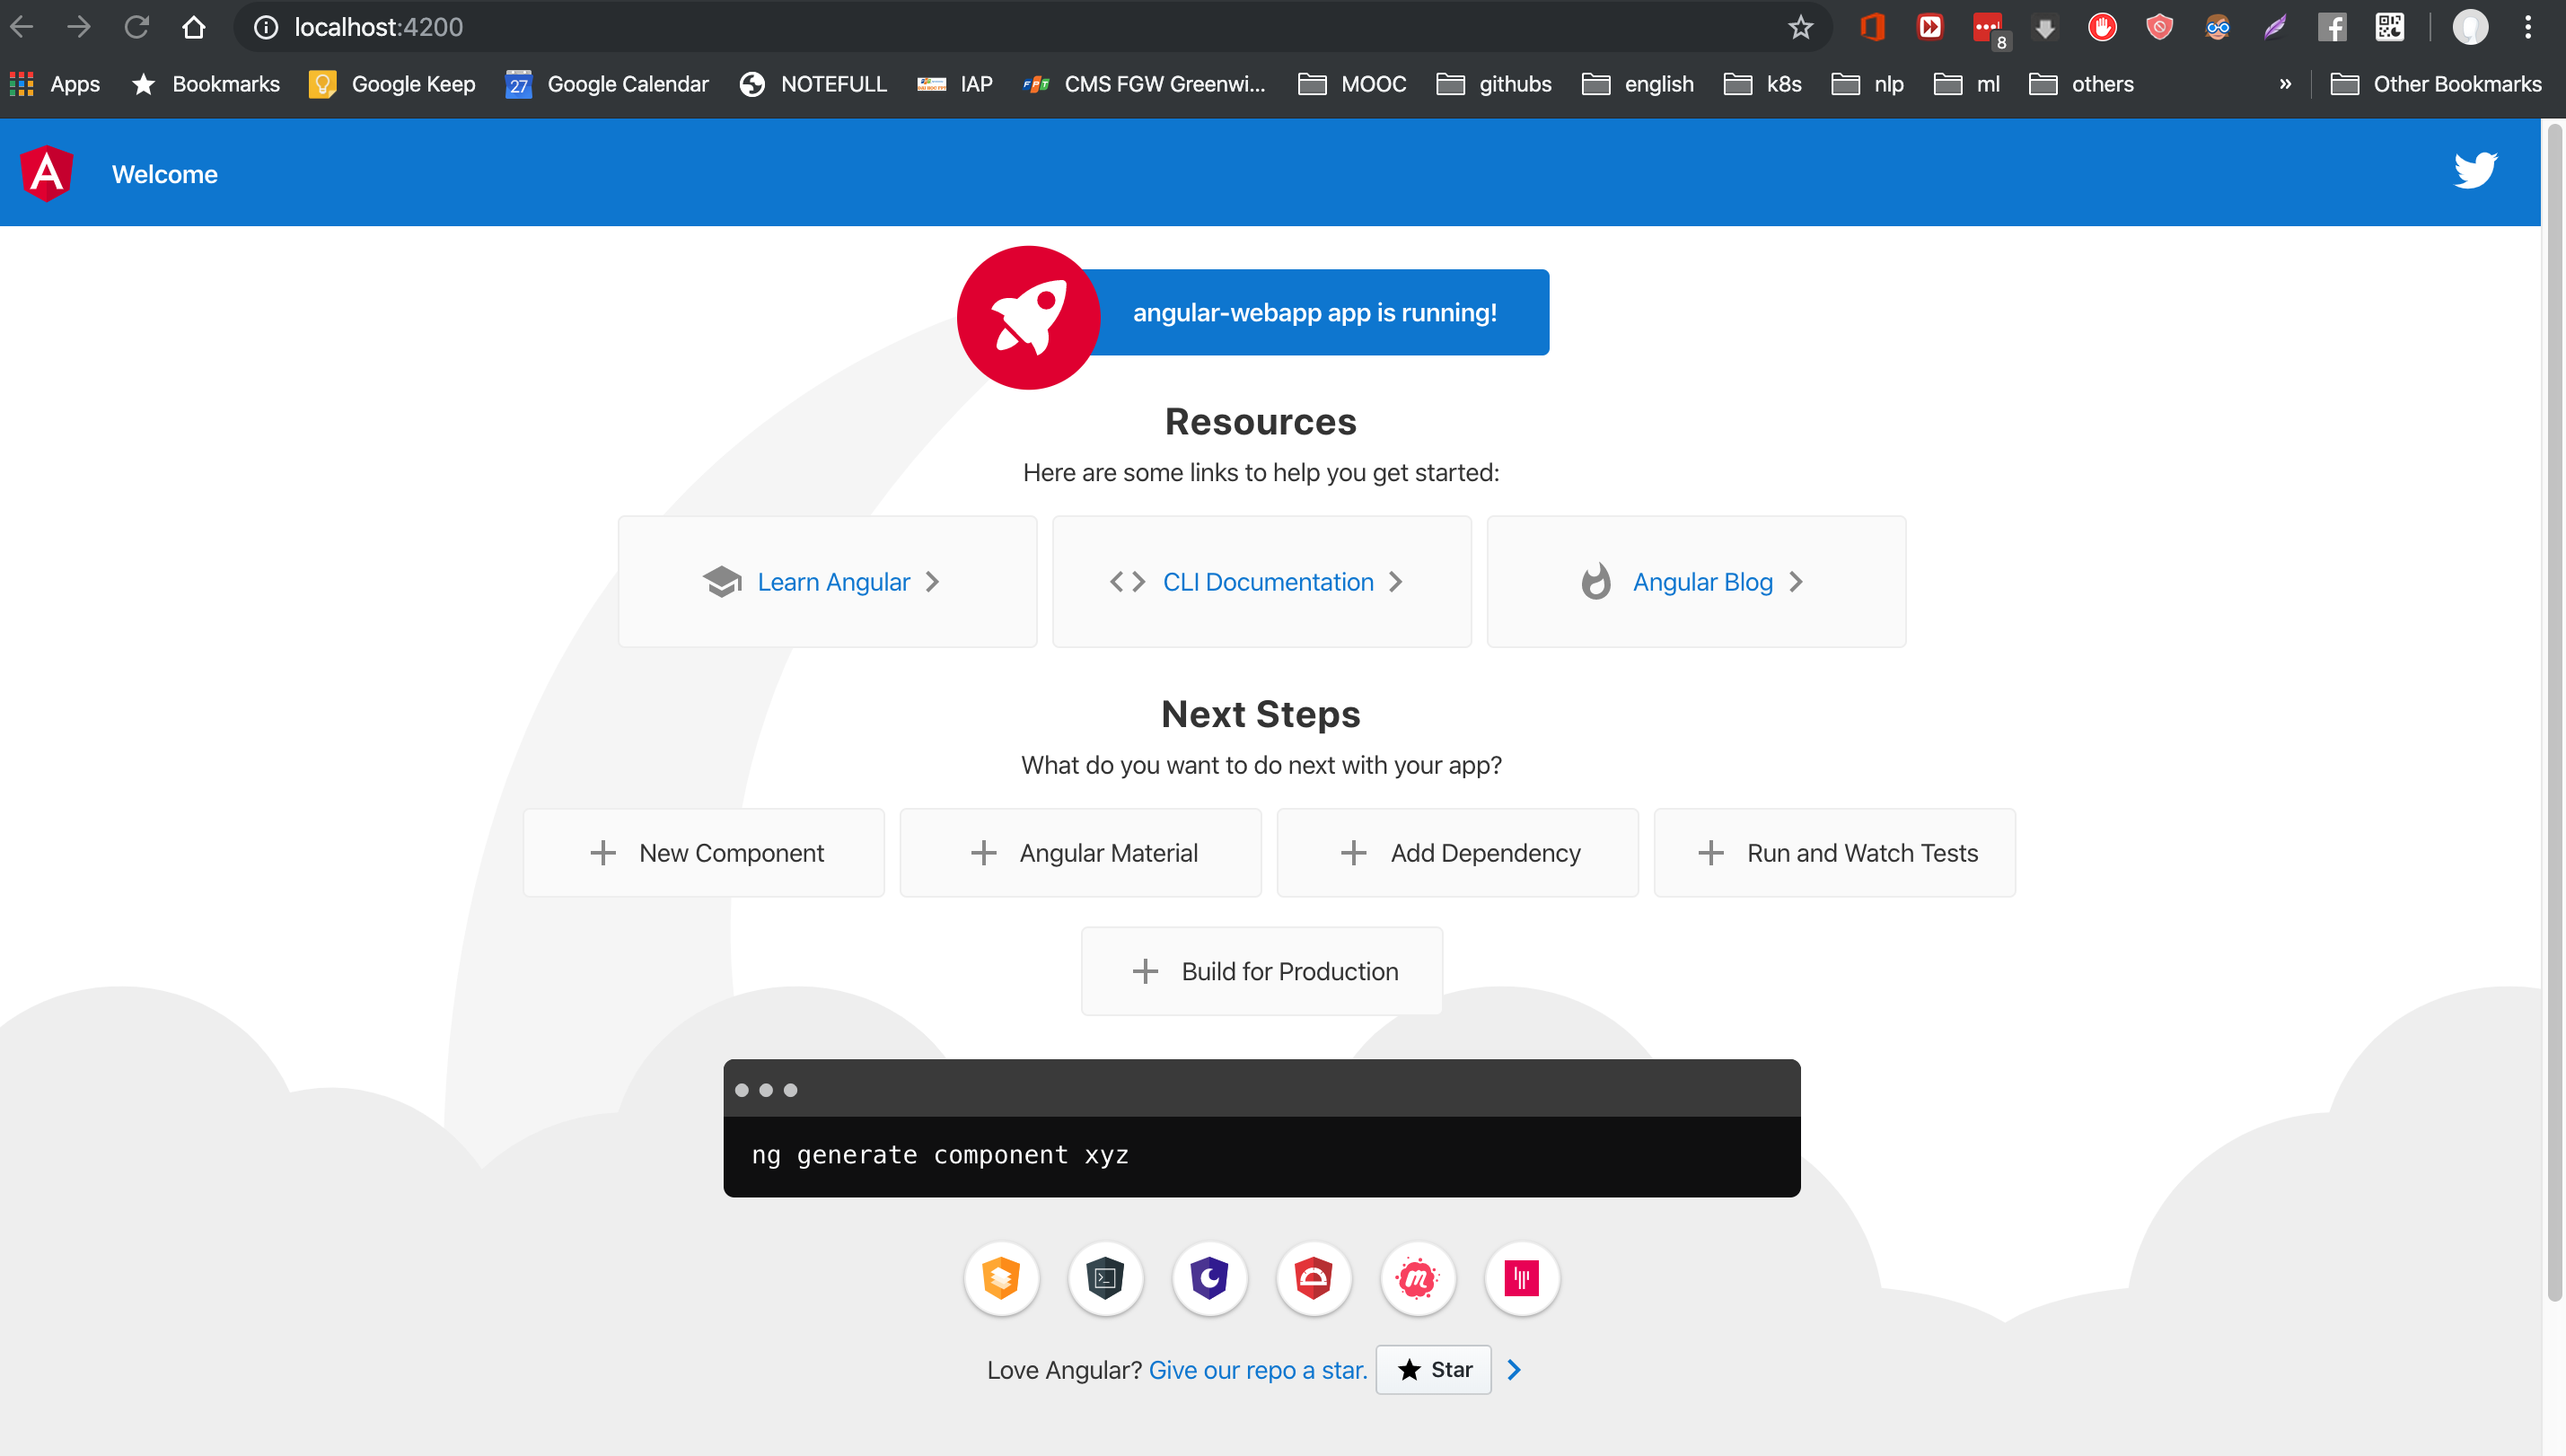 localhost:4200
8
Apps Bookmarks Google Keep 27 Google Calendar NOTEFULL IAP CMS FGW Greenwi... MOOC githubs english k8s nlp ml others » Other Bookmarks
Welcome
angular-webapp app is running!
Resources
Here are some links to help you get started:
Learn Angular CLI Documentation Angular Blog
Next Steps
What do you want to do next with your app?
New Component Angular Material Add Dependency Run and Watch Tests
Build for Production
ng generate component xyz
Love Angular? Give our repo a star. Star